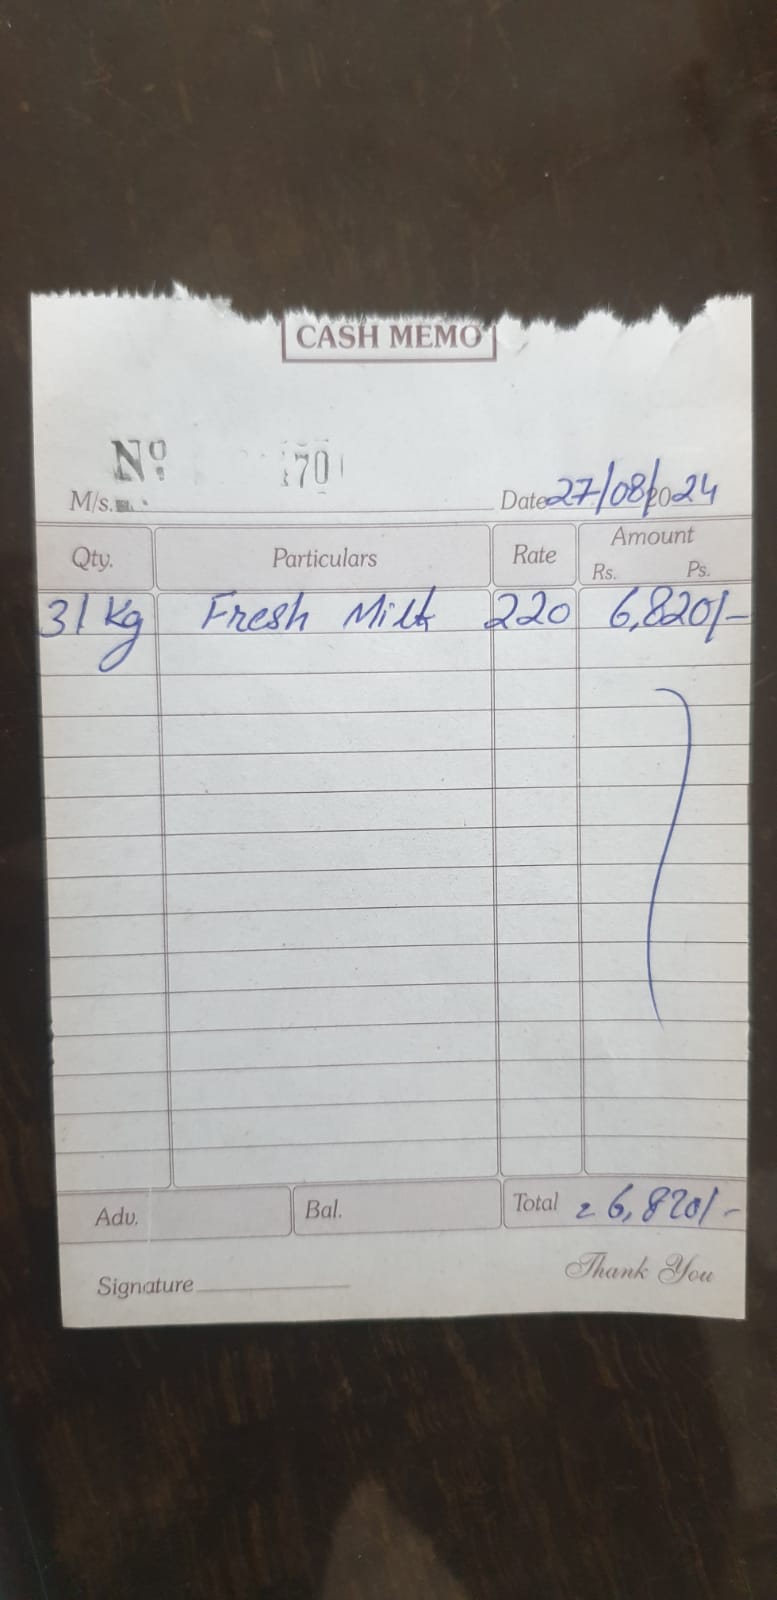 CASH MEMO
Nº 70
M/s. Date 27/08/2024
Qty. Particulars Rate Amount
Rs. Ps.
31 Kg Fresh Milk 220 6,820/-
Adv. Bal. Total = 6,820/-
Signature Thank You